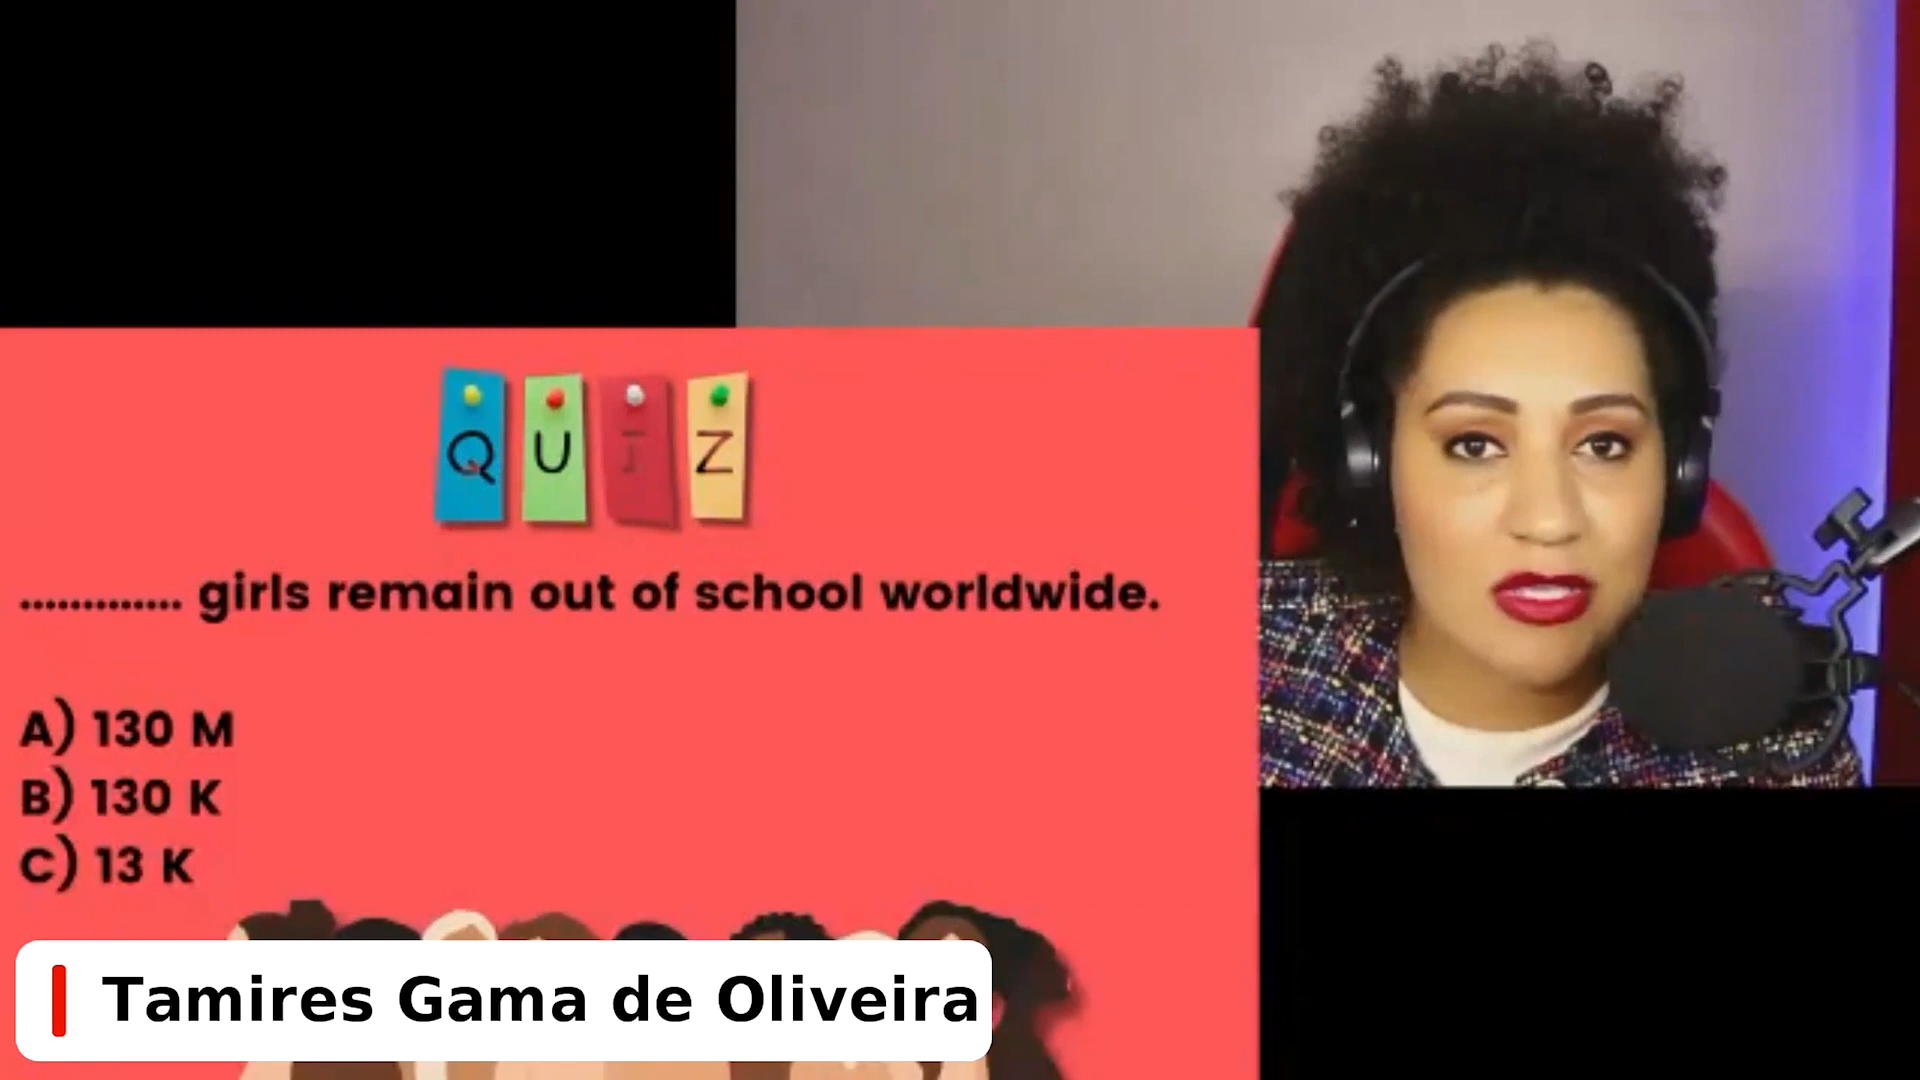 QUIZ
............. girls remain out of school worldwide.
A) 130 M
B) 130 K
C) 13 K
Tamires Gama de Oliveira